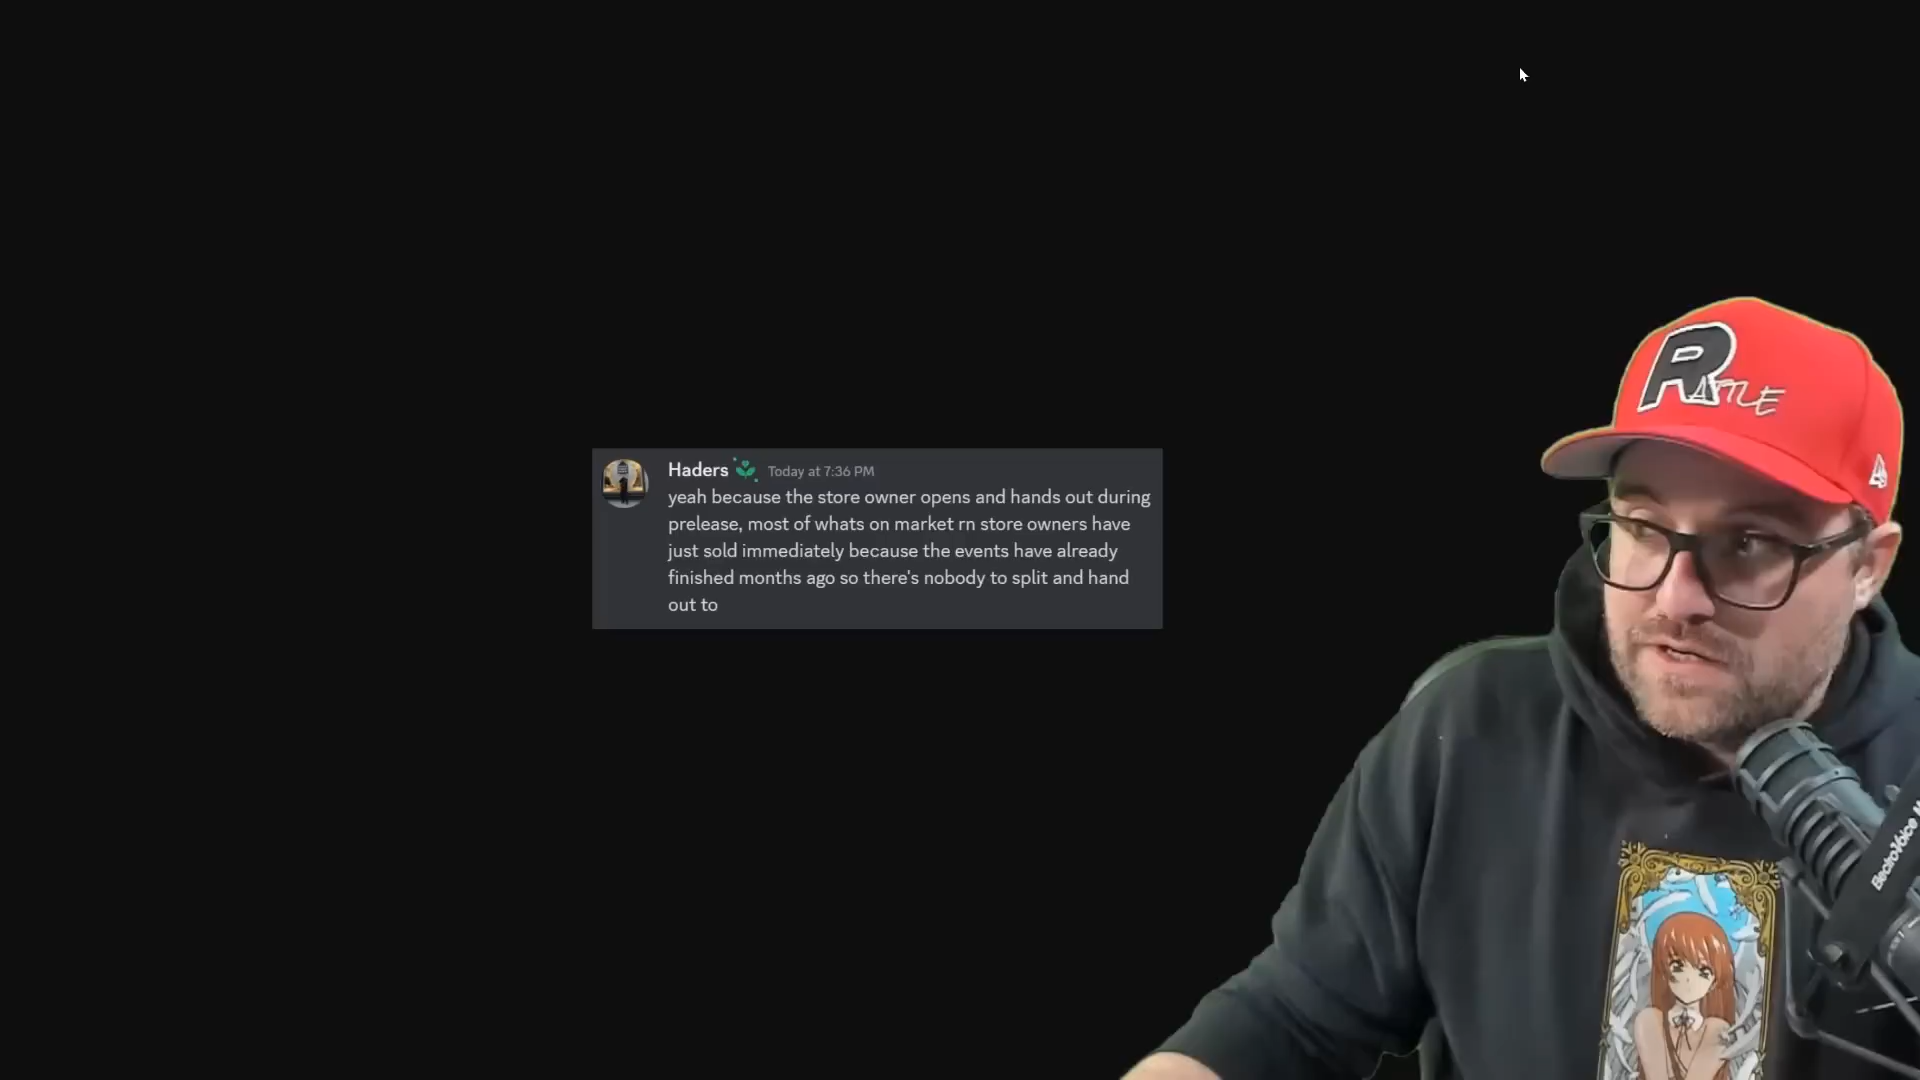 Haders Today at 7:36 PM
yeah because the store owner opens and hands out during
prelease, most of whats on market rn store owners have
just sold immediately because the events have already
finished months ago so there's nobody to split and hand
out to
RATTLE
ElectroVoice